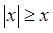 |x| ≥ x